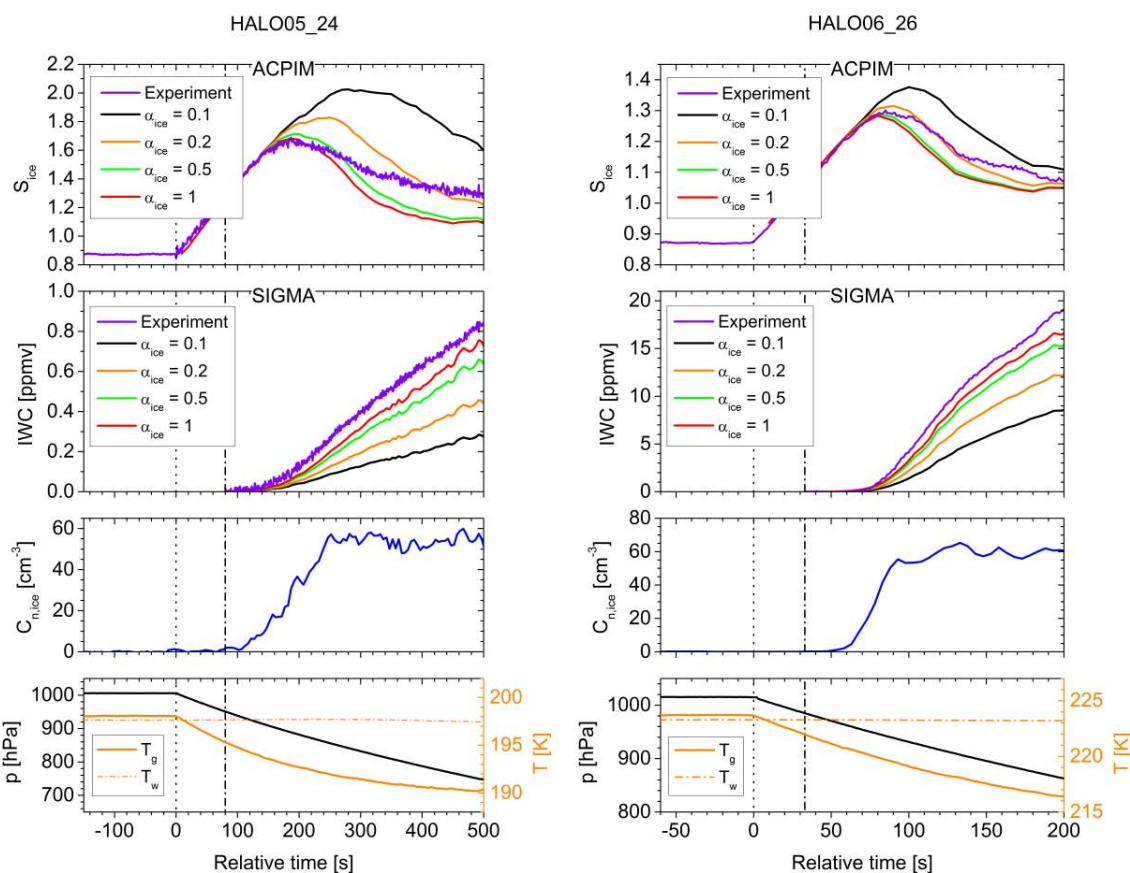 HALO05_24
ACPIM
S_ice
2.2
2.0
1.8
1.6
1.4
1.2
1.0
0.8
Experiment
α_ice = 0.1
α_ice = 0.2
α_ice = 0.5
α_ice = 1
SIGMA
IWC [ppmv]
1.0
0.8
0.6
0.4
0.2
0.0
Experiment
α_ice = 0.1
α_ice = 0.2
α_ice = 0.5
α_ice = 1
C_n,ice [cm⁻³]
60
40
20
0
p [hPa]
1000
900
800
700
T_g
T_w
200
195
190
T [K]
-100 0 100 200 300 400 500
Relative time [s]
HALO06_26
ACPIM
S_ice
1.4
1.3
1.2
1.1
1.0
0.9
0.8
Experiment
α_ice = 0.1
α_ice = 0.2
α_ice = 0.5
α_ice = 1
SIGMA
IWC [ppmv]
20
15
10
5
0
Experiment
α_ice = 0.1
α_ice = 0.2
α_ice = 0.5
α_ice = 1
C_n,ice [cm⁻³]
80
60
40
20
0
p [hPa]
1000
900
800
T_g
T_w
225
220
215
T [K]
-50 0 50 100 150 200
Relative time [s]